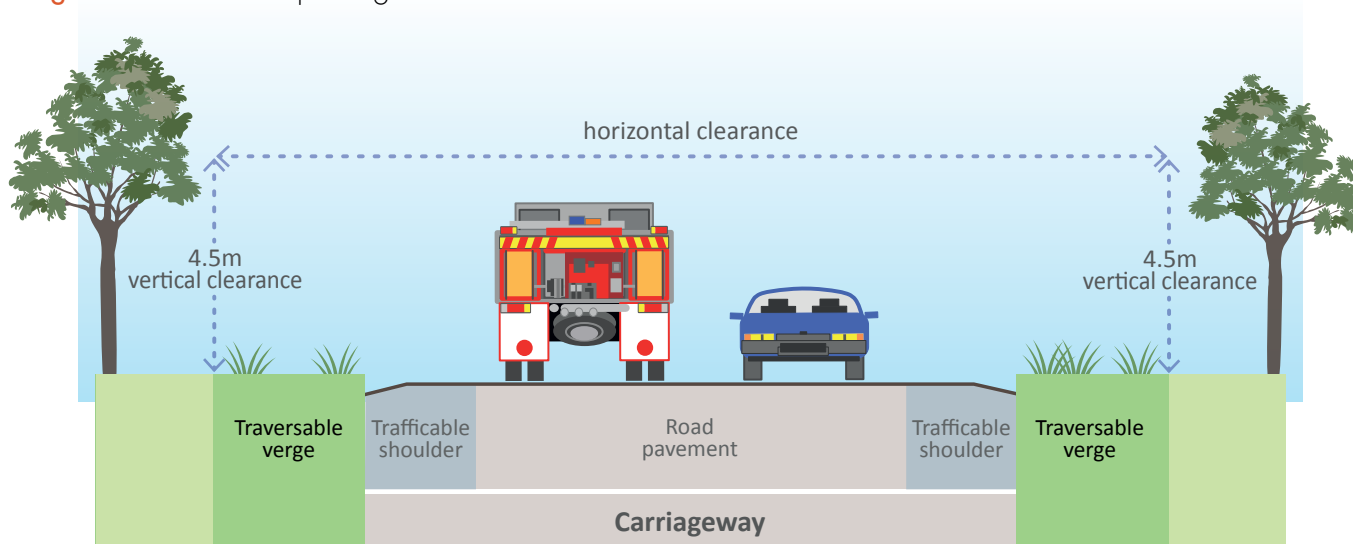 horizontal clearance
4.5m
vertical clearance
4.5m
vertical clearance
Traversable
verge
Trafficable
shoulder
Road
pavement
Trafficable
shoulder
Traversable
verge
Carriageway